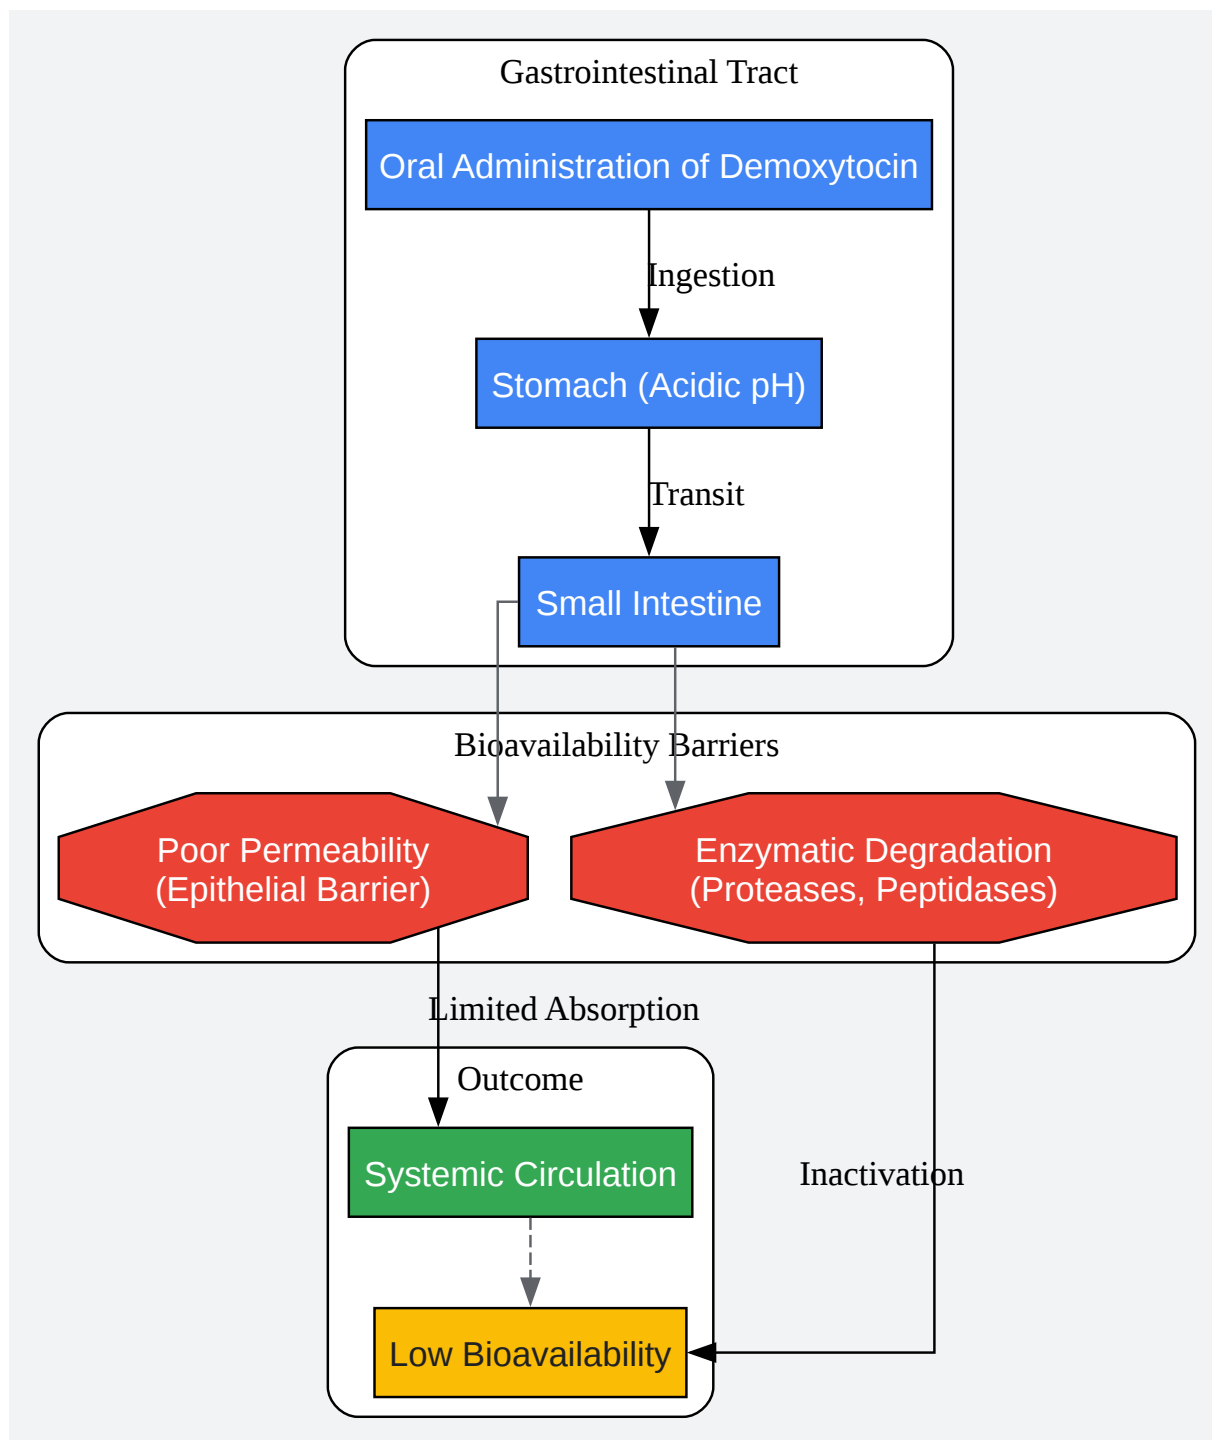 Gastrointestinal Tract
Oral Administration of Demoxytocin
Ingestion
Stomach (Acidic pH)
Transit
Small Intestine
Bioavailability Barriers
Poor Permeability
(Epithelial Barrier)
Enzymatic Degradation
(Proteases, Peptidases)
Limited Absorption
Outcome
Systemic Circulation
Inactivation
Low Bioavailability